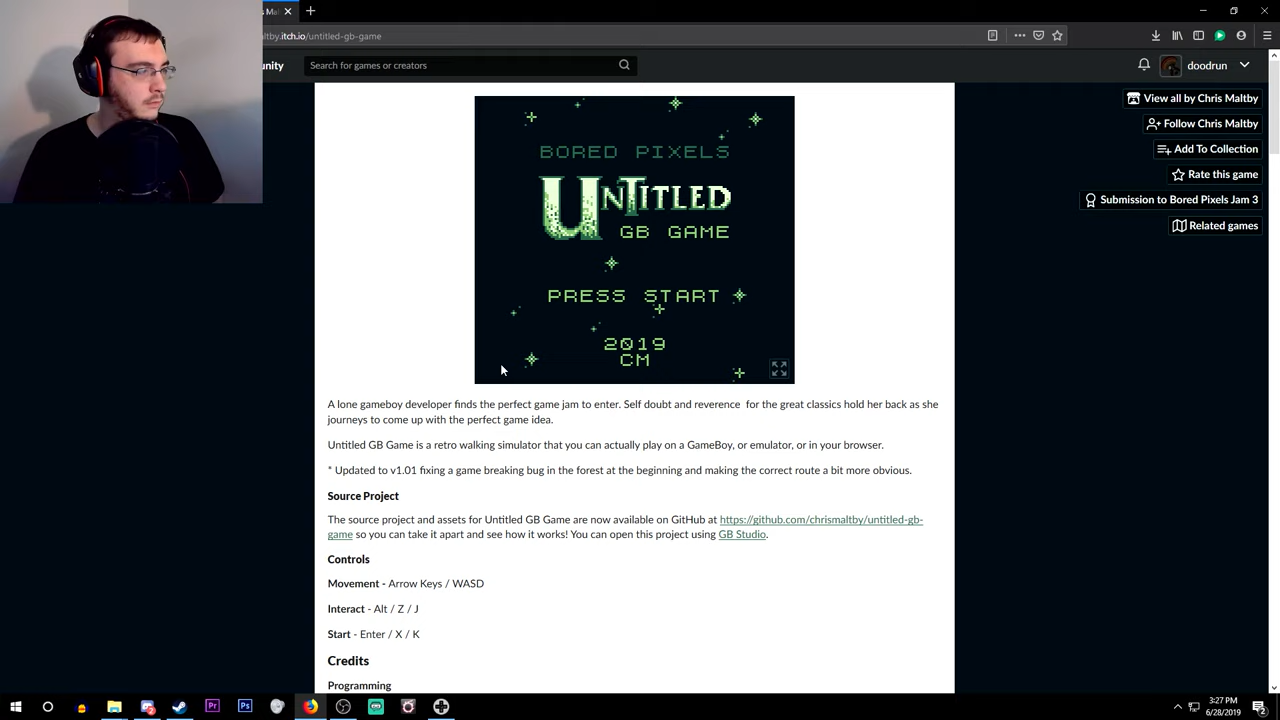 s Mal
tby.itch.io/untitled-gb-game
unity
Search for games or creators
doodrun
View all by Chris Maltby
Follow Chris Maltby
Add To Collection
Rate this game
Submission to Bored Pixels Jam 3
Related games
BORED PIXELS
UNTITLED
GB GAME
PRESS START
2019
CM
A lone gameboy developer finds the perfect game jam to enter. Self doubt and reverence for the great classics hold her back as she
journeys to come up with the perfect game idea.
Untitled GB Game is a retro walking simulator that you can actually play on a GameBoy, or emulator, or in your browser.
* Updated to v1.01 fixing a game breaking bug in the forest at the beginning and making the correct route a bit more obvious.
Source Project
The source project and assets for Untitled GB Game are now available on GitHub at https://github.com/chrismaltby/untitled-gb-
game so you can take it apart and see how it works! You can open this project using GB Studio.
Controls
Movement - Arrow Keys / WASD
Interact - Alt / Z / J
Start - Enter / X / K
Credits
Programming
Pr
Ps
3:27 PM
6/28/2019
2